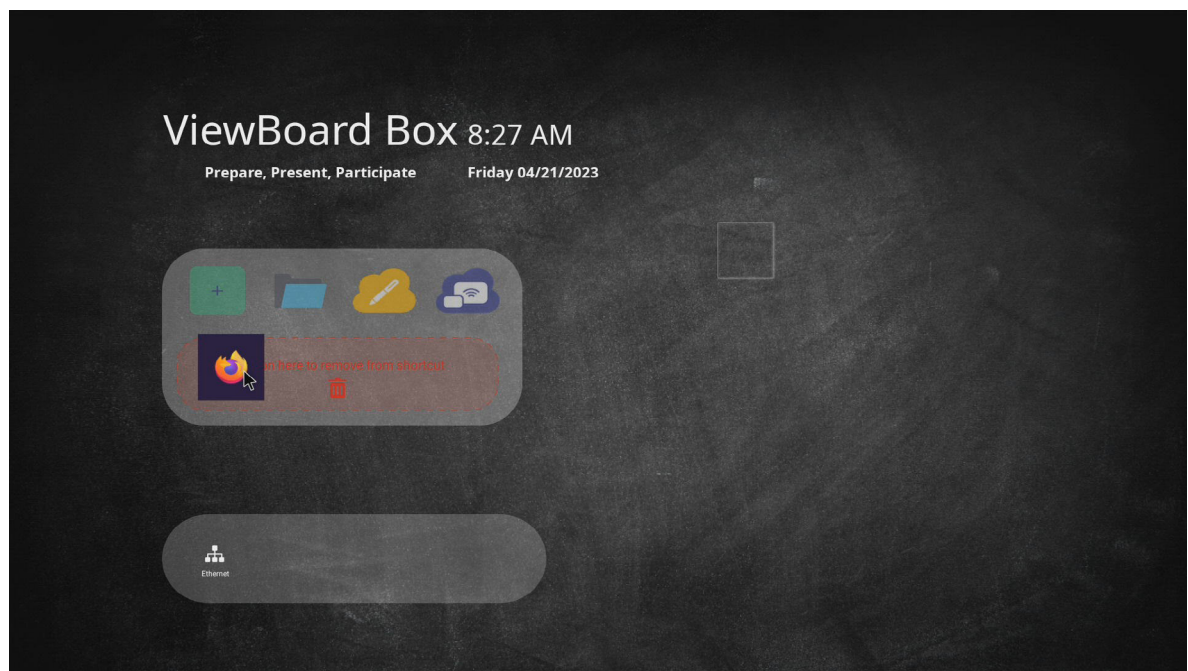 ViewBoard Box 8:27 AM
Prepare, Present, Participate Friday 04/21/2023
+
here to remove from shortcut
Ethernet